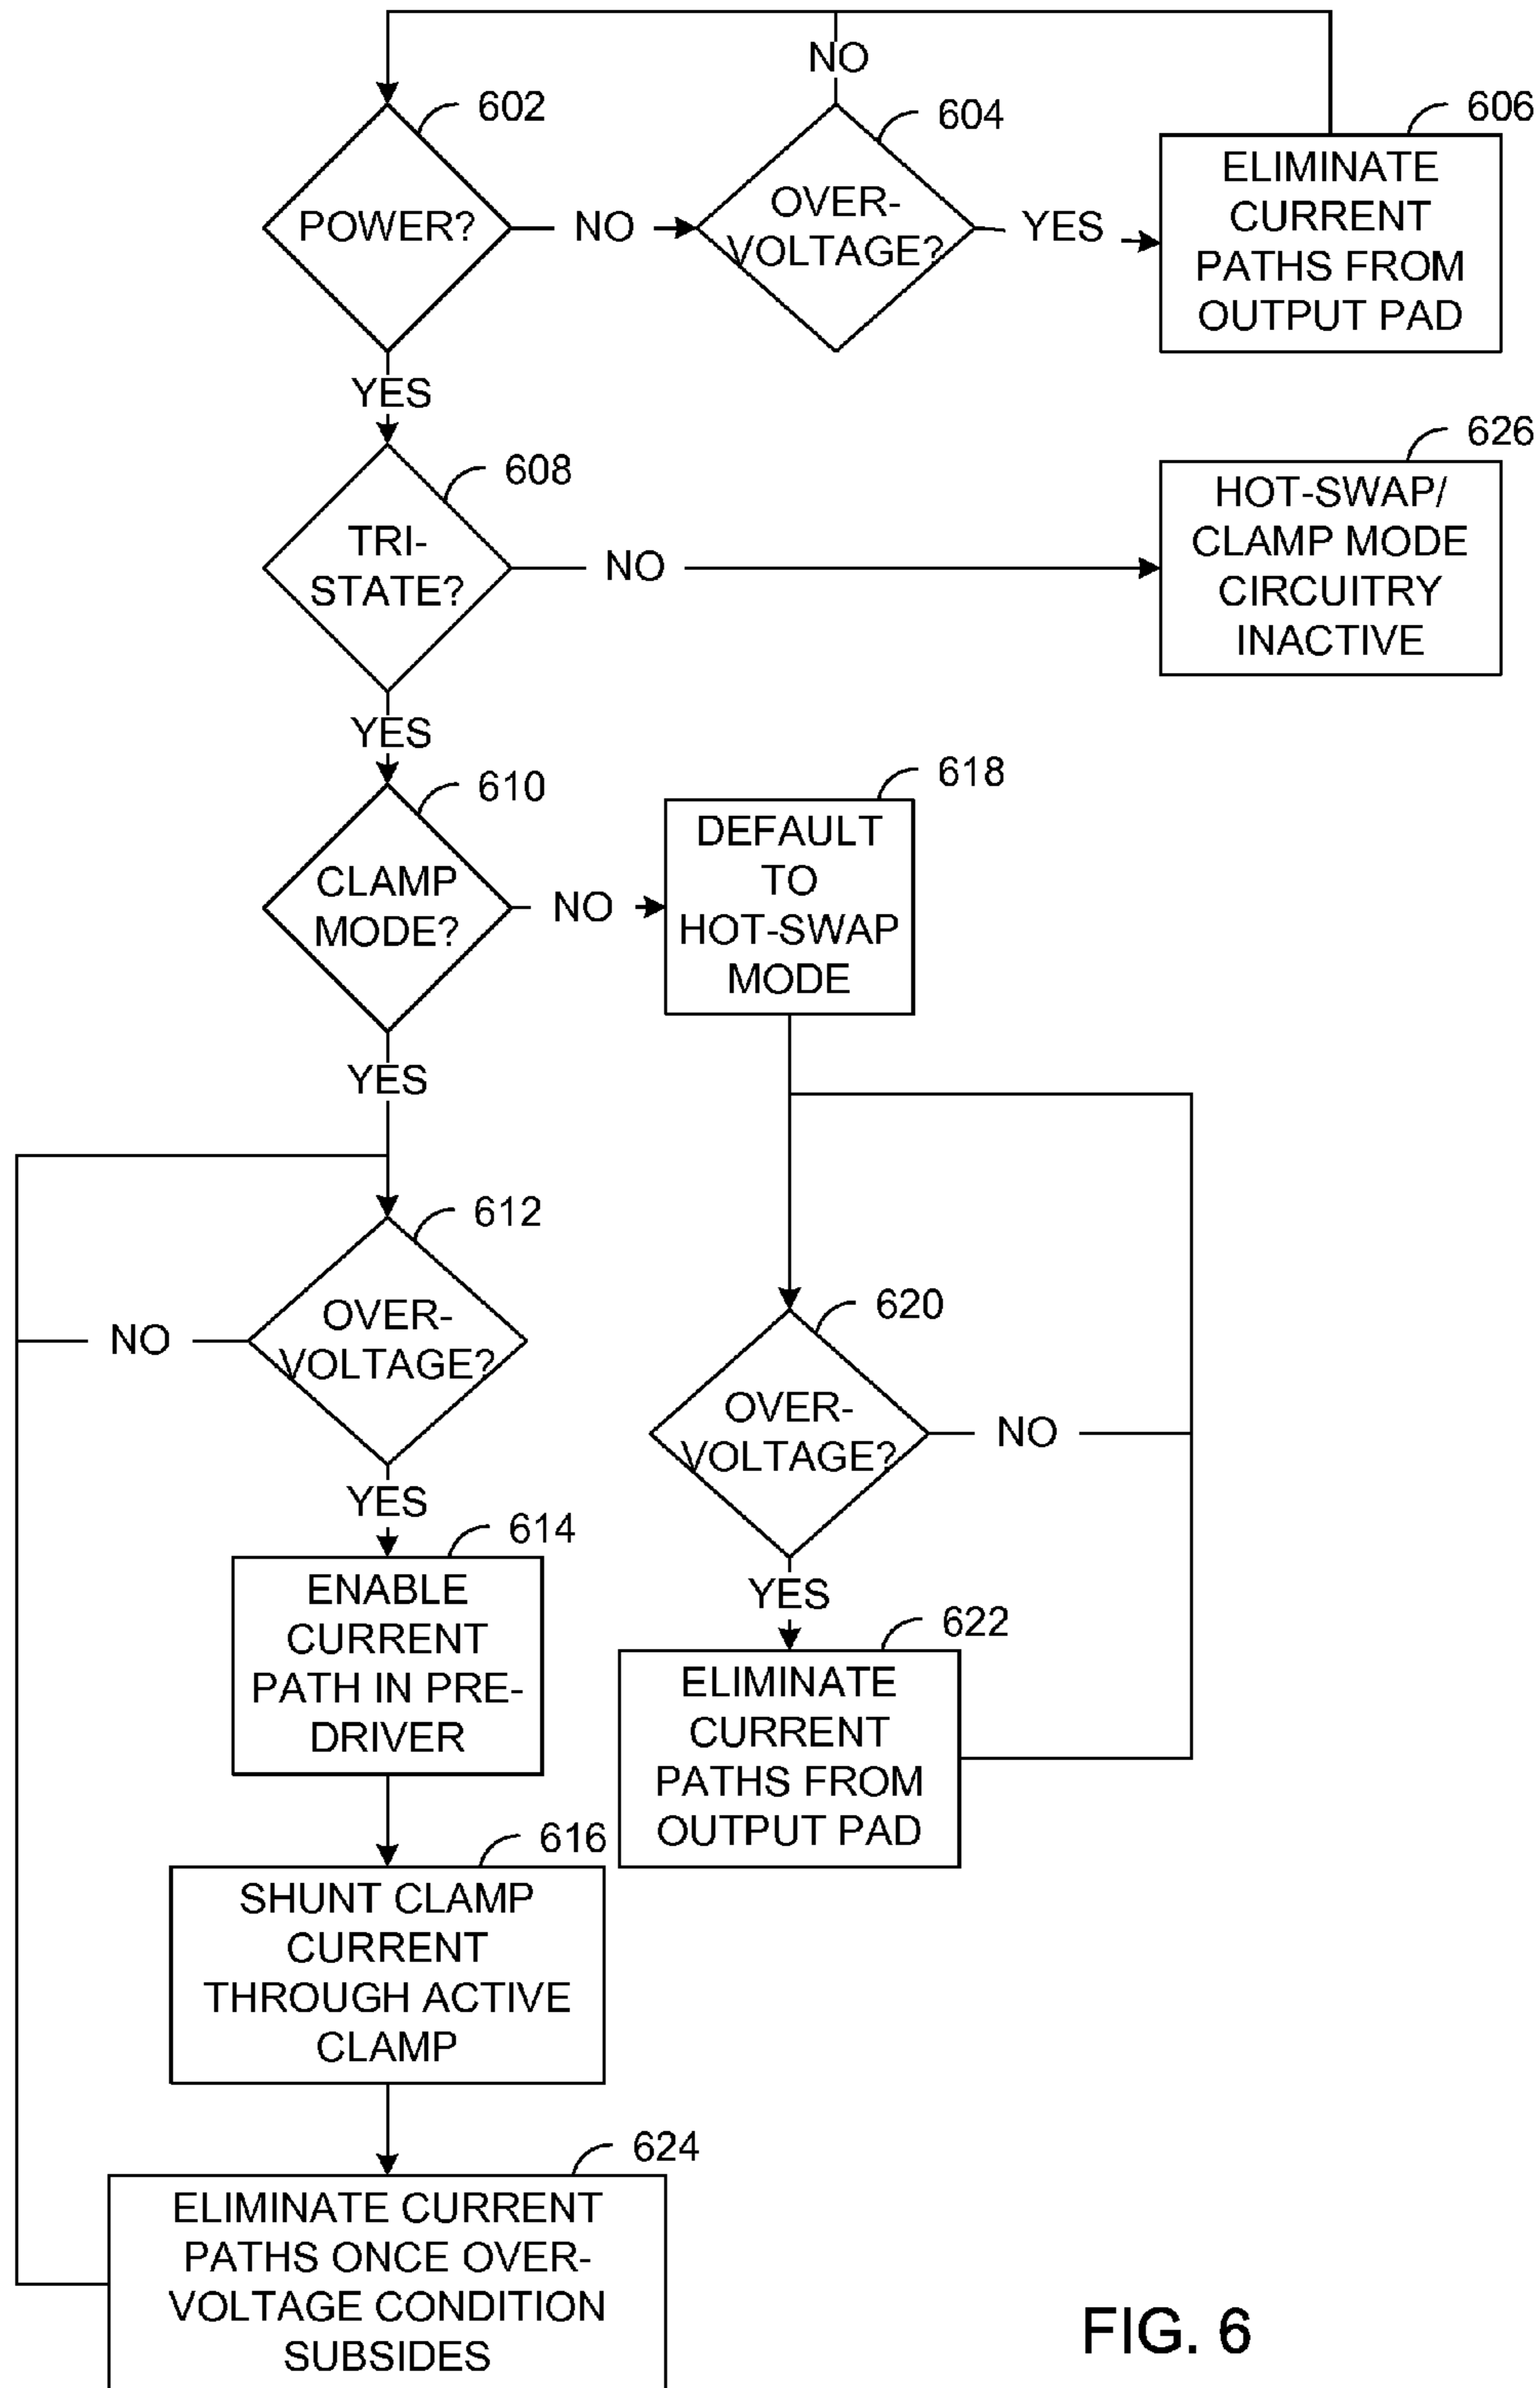 NO
602
604
606
POWER?
NO
OVER-
VOLTAGE?
YES
ELIMINATE
CURRENT
PATHS FROM
OUTPUT PAD
YES
608
626
TRI-
STATE?
NO
HOT-SWAP/
CLAMP MODE
CIRCUITRY
INACTIVE
YES
610
618
CLAMP
MODE?
NO
DEFAULT
TO
HOT-SWAP
MODE
YES
612
OVER-
VOLTAGE?
NO
620
OVER-
VOLTAGE?
NO
YES
614
ENABLE
CURRENT
PATH IN PRE-
DRIVER
YES
622
ELIMINATE
CURRENT
PATHS FROM
OUTPUT PAD
616
SHUNT CLAMP
CURRENT
THROUGH ACTIVE
CLAMP
624
ELIMINATE CURRENT
PATHS ONCE OVER-
VOLTAGE CONDITION
SUBSIDES
FIG. 6